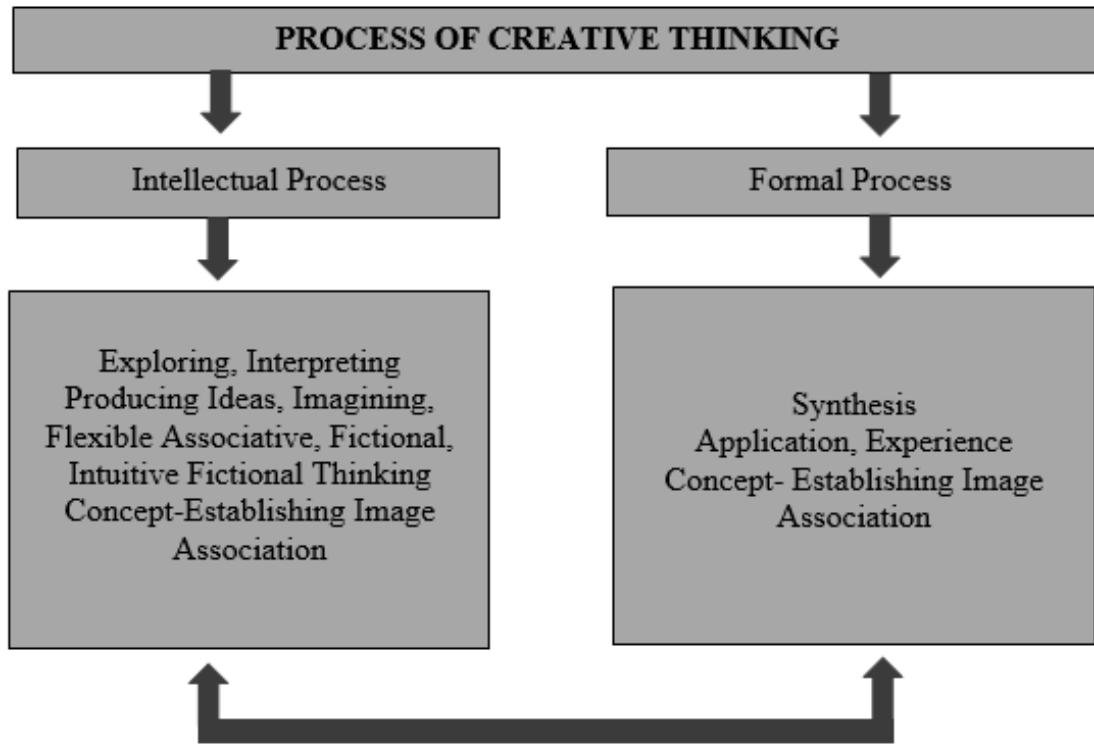 PROCESS OF CREATIVE THINKING
Intellectual Process
Formal Process
Exploring, Interpreting
Producing Ideas, Imagining,
Flexible Associative, Fictional,
Intuitive Fictional Thinking
Concept-Establishing Image
Association
Synthesis
Application, Experience
Concept- Establishing Image
Association